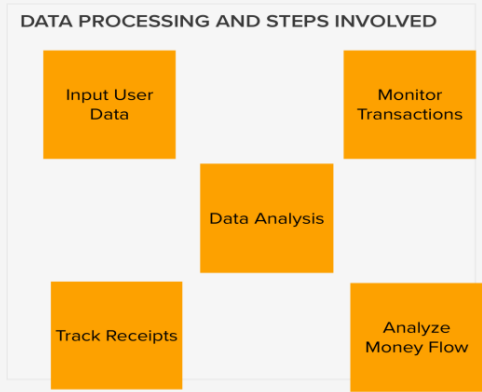 DATA PROCESSING AND STEPS INVOLVED
Input User
Data
Monitor
Transactions
Data Analysis
Track Receipts
Analyze
Money Flow